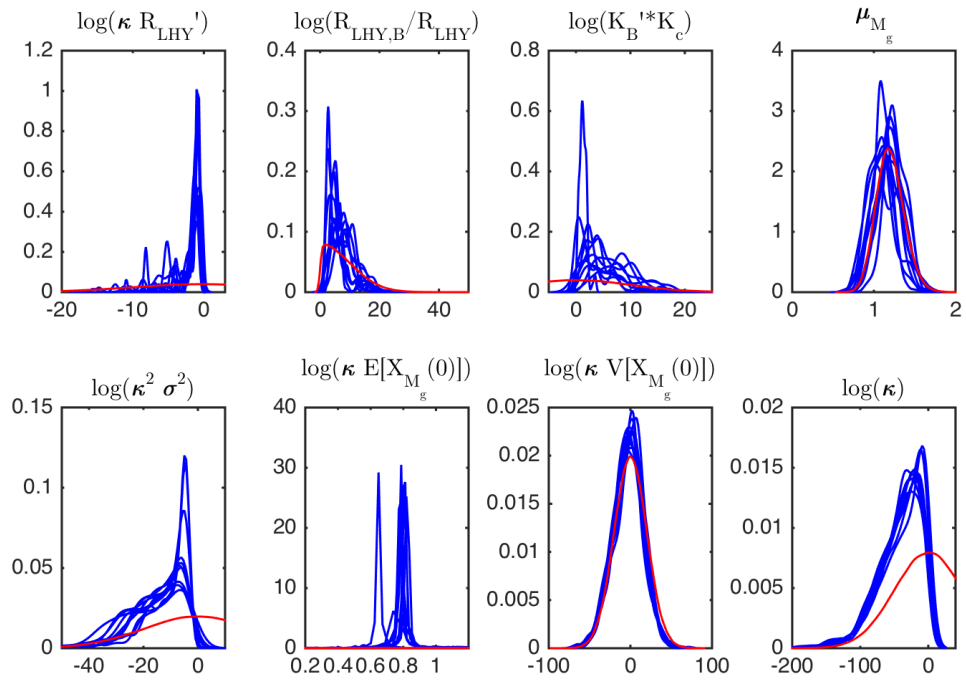 log(κ R_LHY') log(R_LHY,B/R_LHY) log(K_B'*K_c) μ_M_g
1.2 0.4 0.8 4
1 0.3 0.6 3
0.8
0.6 0.2 0.4 2
0.4 0.1 0.2 1
0.2
0 0 0 0
-20 -10 0 0 10 20 30 40 0 10 20 0 1 2
log(κ² σ²) log(κ E[X_M_g (0)]) log(κ V[X_M_g (0)]) log(κ)
0.15 40 0.025 0.02
0.1 30 0.02 0.015
20 0.015 0.01
0.05 10 0.01 0.005
0.005
0 0 0 0
-40 -20 0 0.2 0.4 0.6 0.8 1 -100 0 100 -200 -100 0